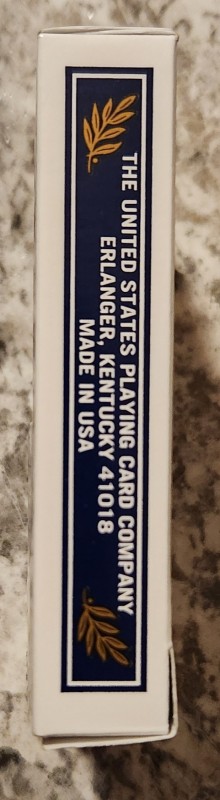 THE UNITED STATES PLAYING CARD COMPANY
ERLANGER, KENTUCKY 41018
MADE IN USA